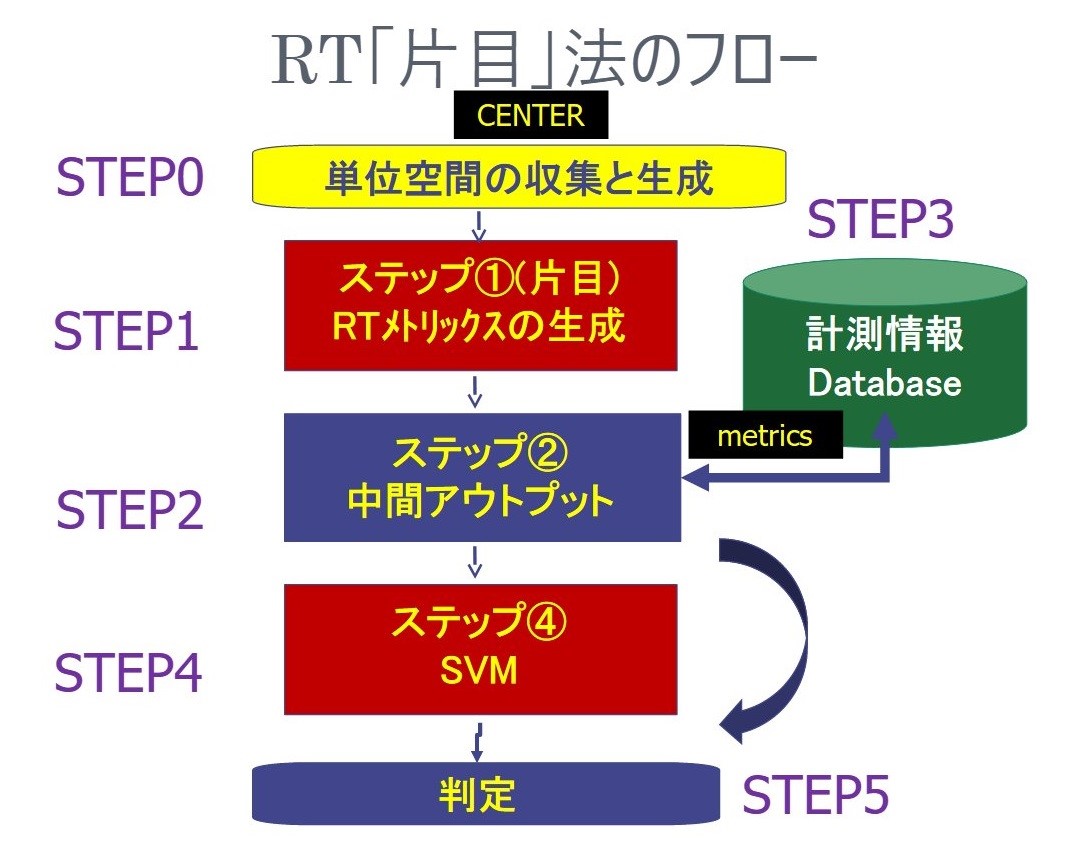 RT「片目」法のフロー
CENTER
STEP0
単位空間の収集と生成
STEP3
ステップ①(片目)
RTﾒﾄﾘｯｸｽの生成
STEP1
計測情報
Database
metrics
ステップ②
中間アウトプット
STEP2
ステップ④
SVM
STEP4
判定
STEP5